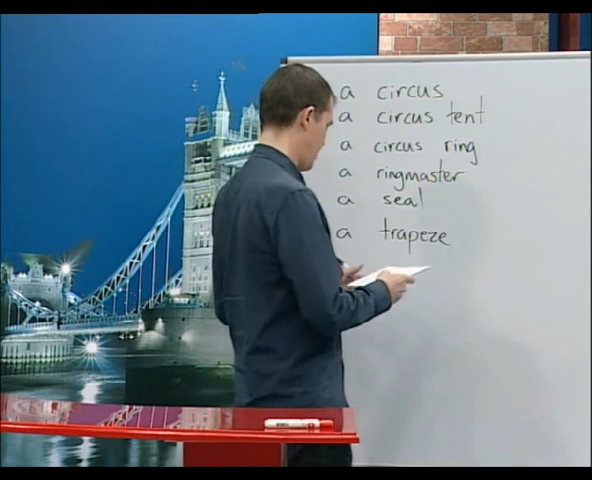 a circus
a circus tent
a circus ring
a ringmaster
a seal
a trapeze